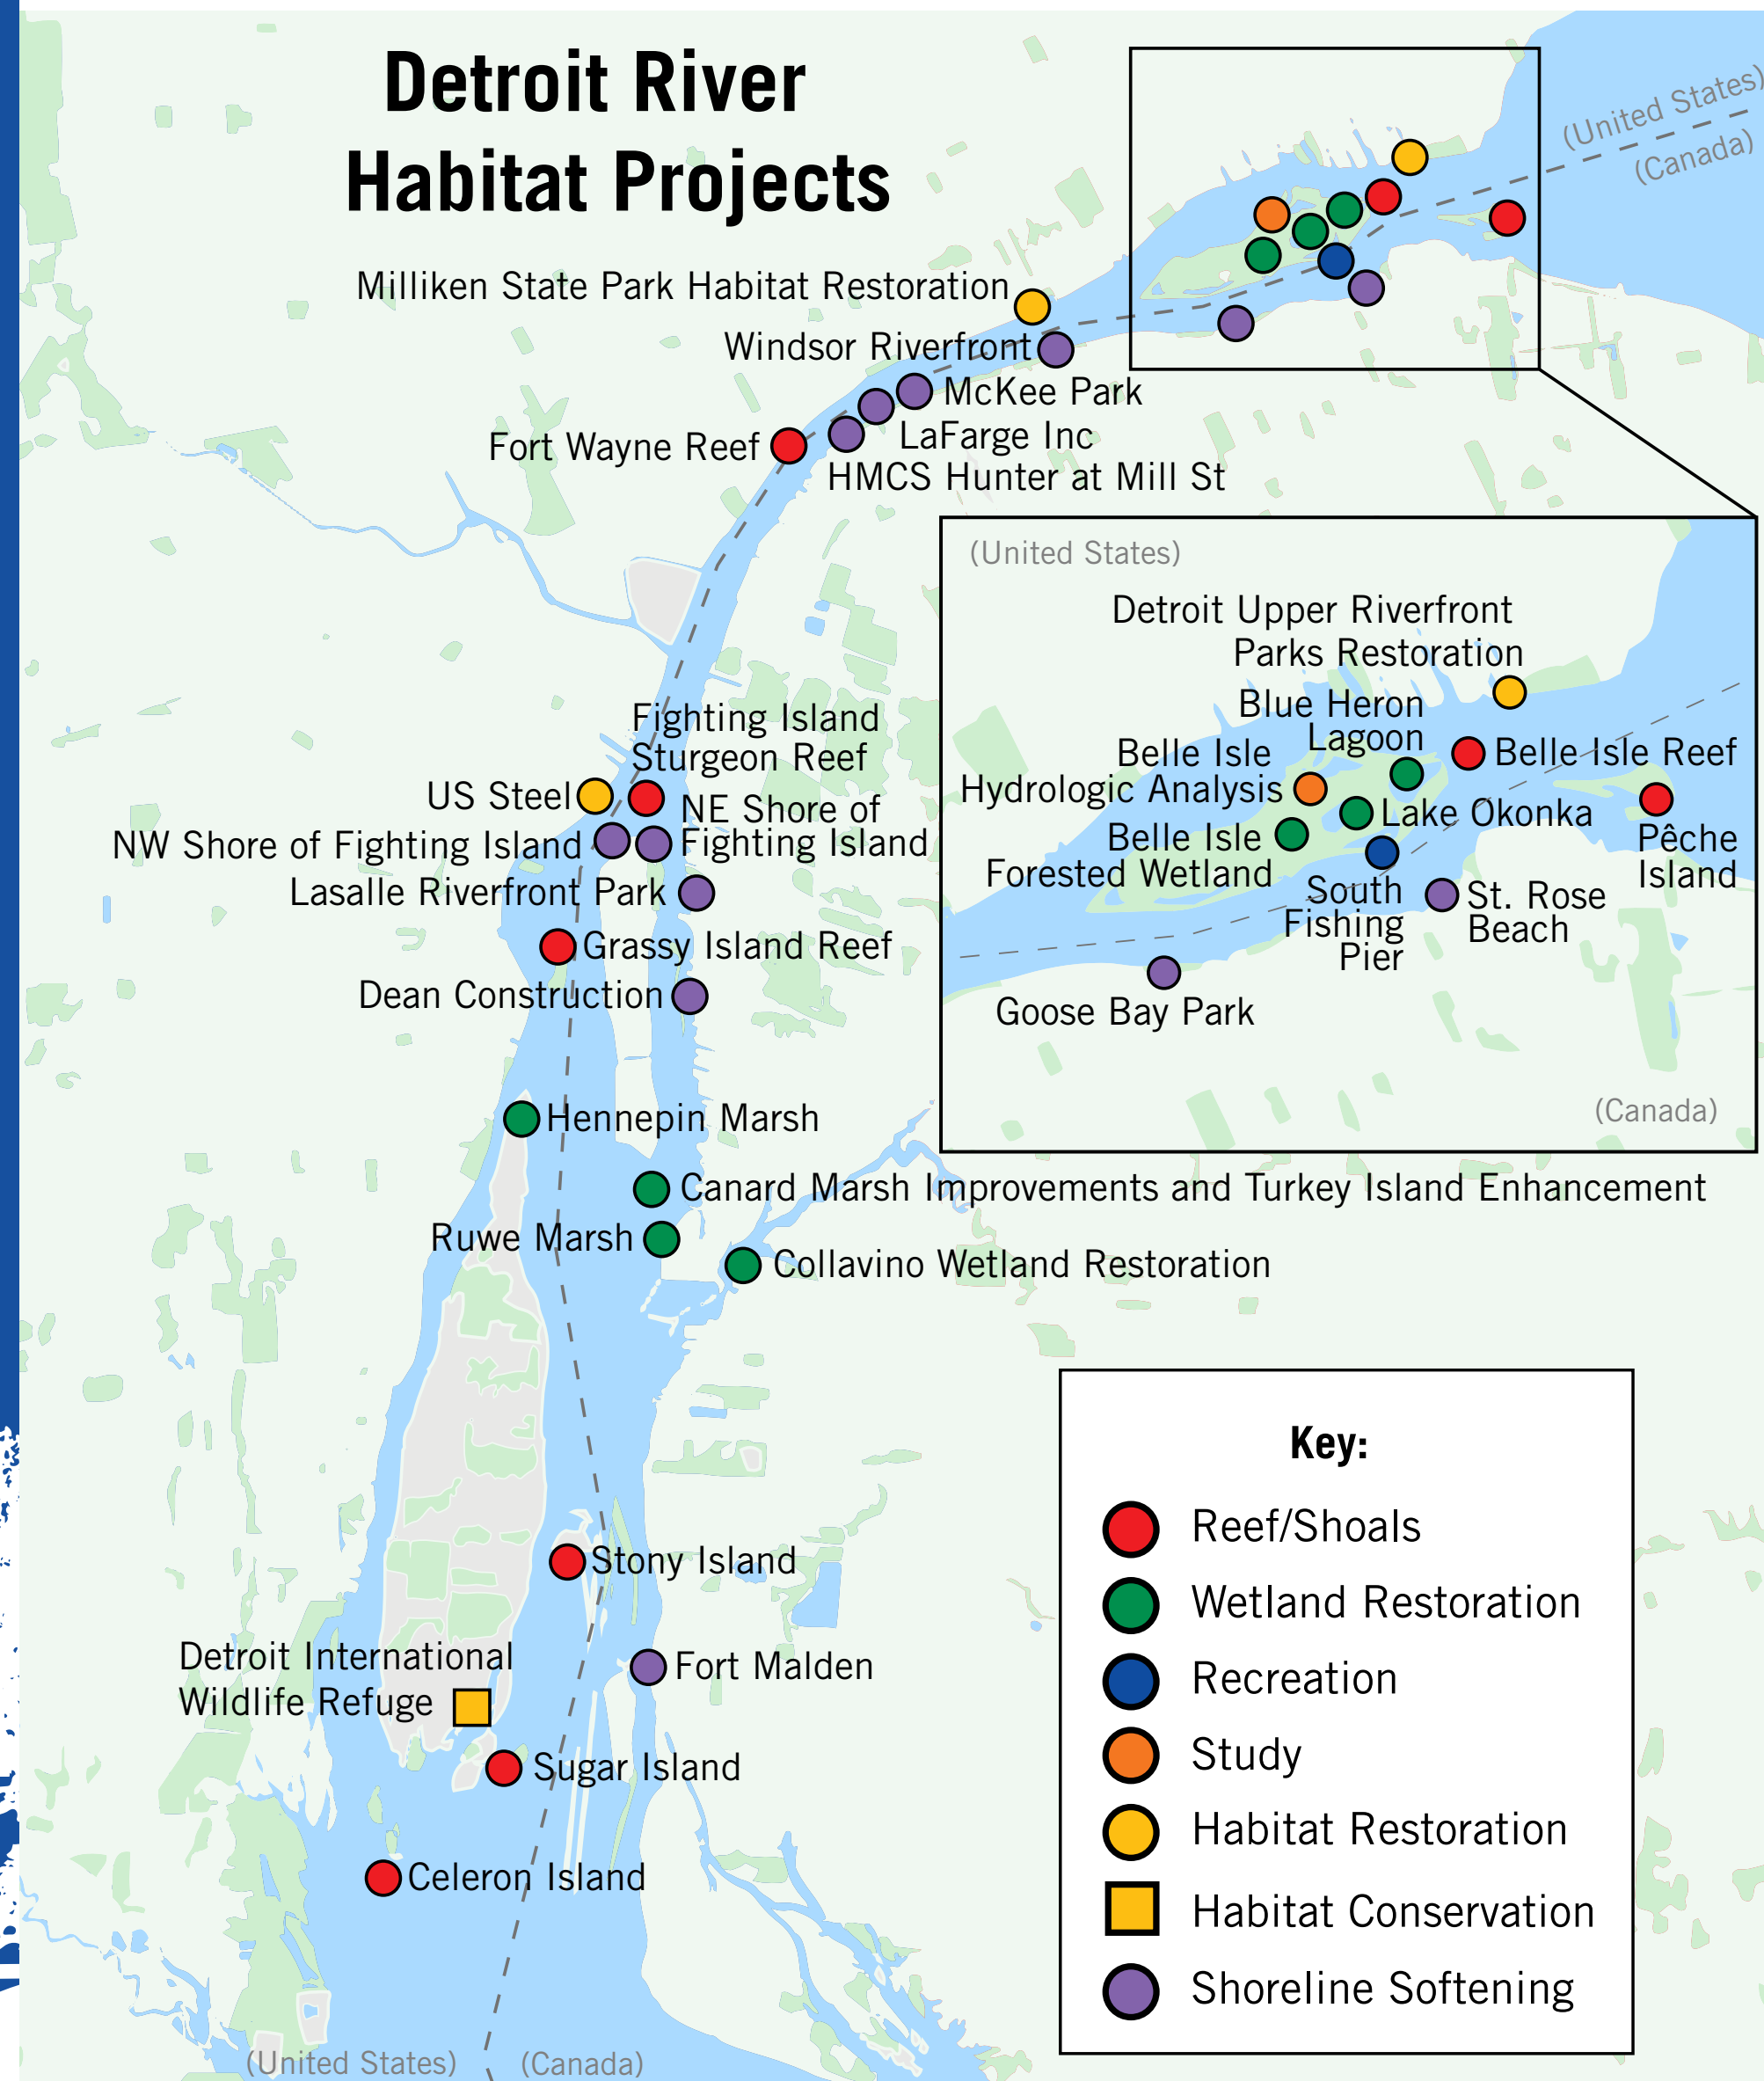 Detroit River
Habitat Projects
(United States)
(Canada)
Milliken State Park Habitat Restoration
Windsor Riverfront
McKee Park
LaFarge Inc
Fort Wayne Reef
HMCS Hunter at Mill St
(United States)
Detroit Upper Riverfront
Parks Restoration
Blue Heron
Lagoon
Belle Isle
Hydrologic Analysis
Belle Isle Reef
Lake Okonka
Belle Isle
Forested Wetland
Pêche
Island
South
Fishing
Pier
St. Rose
Beach
Goose Bay Park
(Canada)
Fighting Island
Sturgeon Reef
US Steel
NE Shore of
Fighting Island
NW Shore of Fighting Island
Lasalle Riverfront Park
Grassy Island Reef
Dean Construction
Hennepin Marsh
Canard Marsh Improvements and Turkey Island Enhancement
Ruwe Marsh
Collavino Wetland Restoration
Stony Island
Detroit International
Wildlife Refuge
Fort Malden
Sugar Island
Celeron Island
(United States)
(Canada)
Key:
Reef/Shoals
Wetland Restoration
Recreation
Study
Habitat Restoration
Habitat Conservation
Shoreline Softening